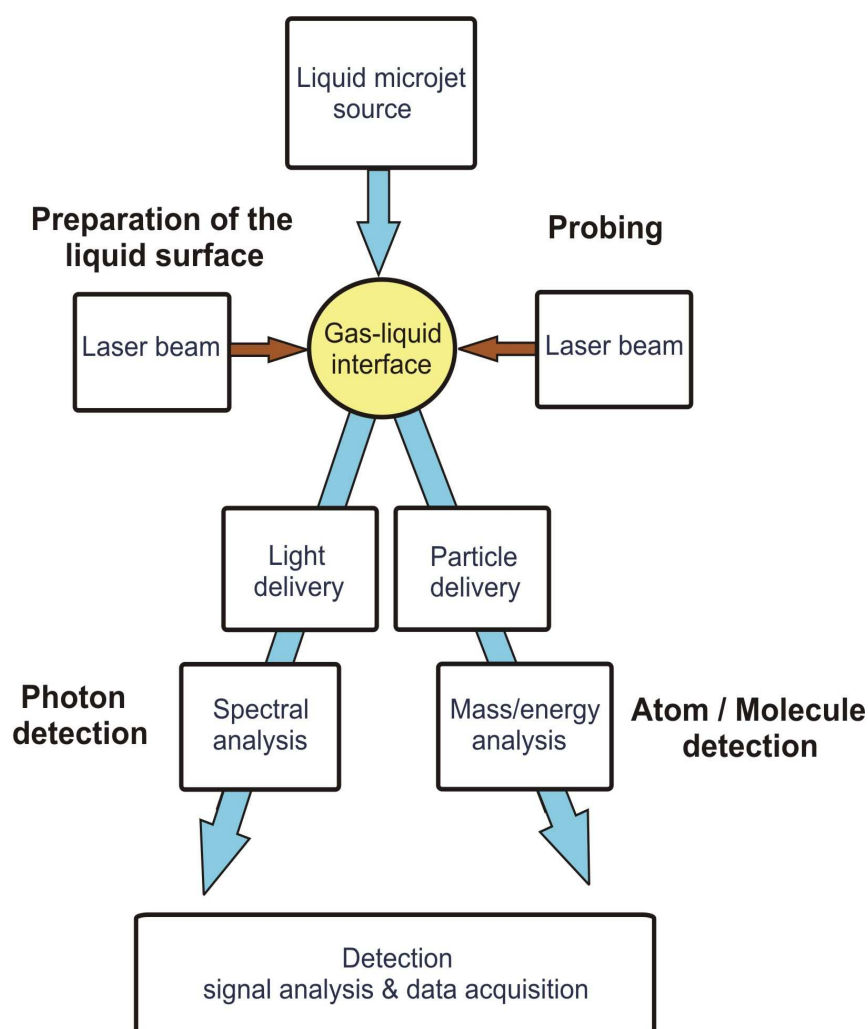 Liquid microjet
source
Preparation of the
liquid surface
Probing
Laser beam
Gas-liquid
interface
Laser beam
Light
delivery
Particle
delivery
Photon
detection
Spectral
analysis
Mass/energy
analysis
Atom / Molecule
detection
Detection
signal analysis & data acquisition